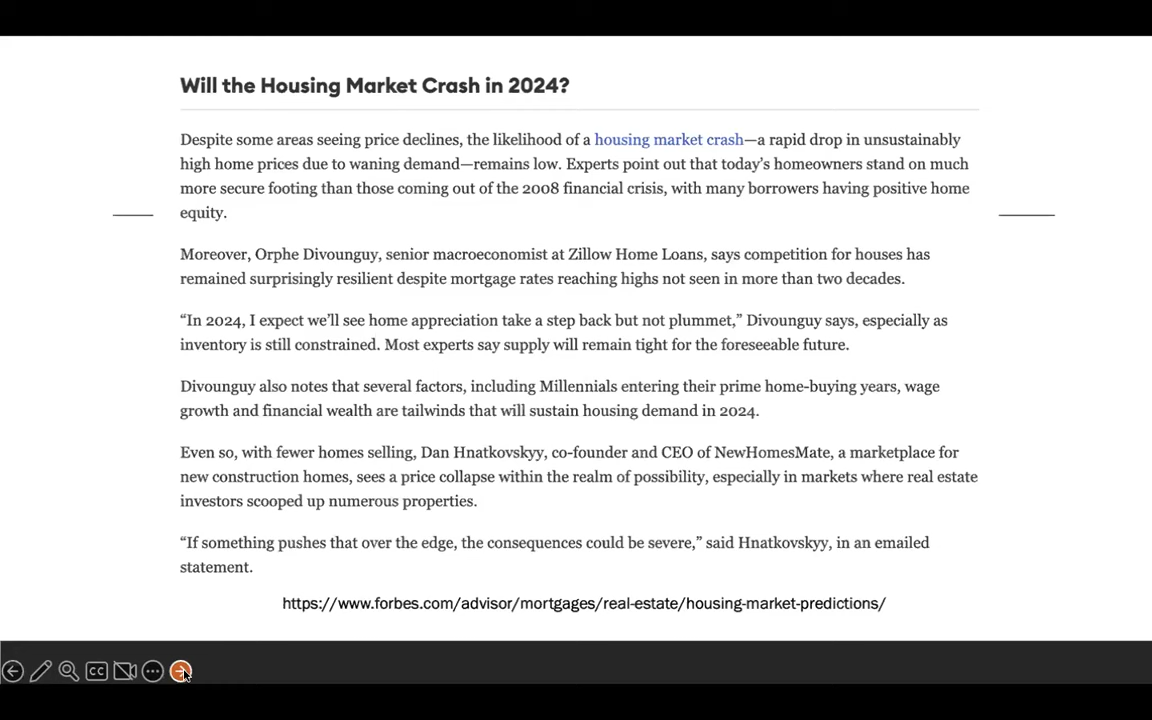 Will the Housing Market Crash in 2024?
Despite some areas seeing price declines, the likelihood of a housing market crash—a rapid drop in unsustainably
high home prices due to waning demand—remains low. Experts point out that today’s homeowners stand on much
more secure footing than those coming out of the 2008 financial crisis, with many borrowers having positive home
equity.
Moreover, Orphe Divounguy, senior macroeconomist at Zillow Home Loans, says competition for houses has
remained surprisingly resilient despite mortgage rates reaching highs not seen in more than two decades.
“In 2024, I expect we’ll see home appreciation take a step back but not plummet,” Divounguy says, especially as
inventory is still constrained. Most experts say supply will remain tight for the foreseeable future.
Divounguy also notes that several factors, including Millennials entering their prime home-buying years, wage
growth and financial wealth are tailwinds that will sustain housing demand in 2024.
Even so, with fewer homes selling, Dan Hnatkovskyy, co-founder and CEO of NewHomesMate, a marketplace for
new construction homes, sees a price collapse within the realm of possibility, especially in markets where real estate
investors scooped up numerous properties.
“If something pushes that over the edge, the consequences could be severe,” said Hnatkovskyy, in an emailed
statement.
https://www.forbes.com/advisor/mortgages/real-estate/housing-market-predictions/
CC